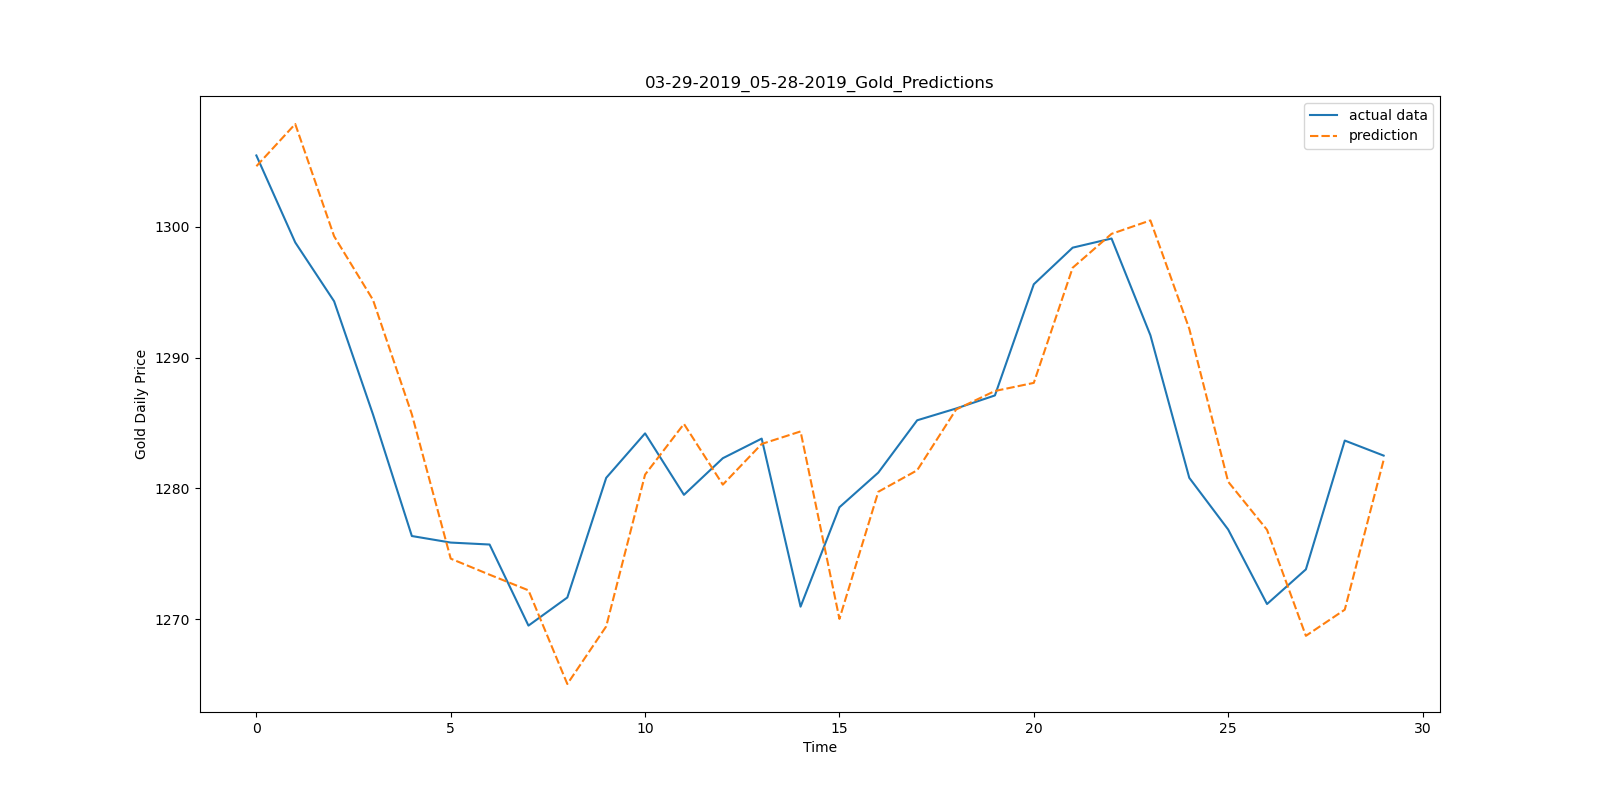 03-29-2019_05-28-2019_Gold_Predictions
actual data
prediction
Gold Daily Price
1300
1290
1280
1270
0 5 10 15 20 25 30
Time